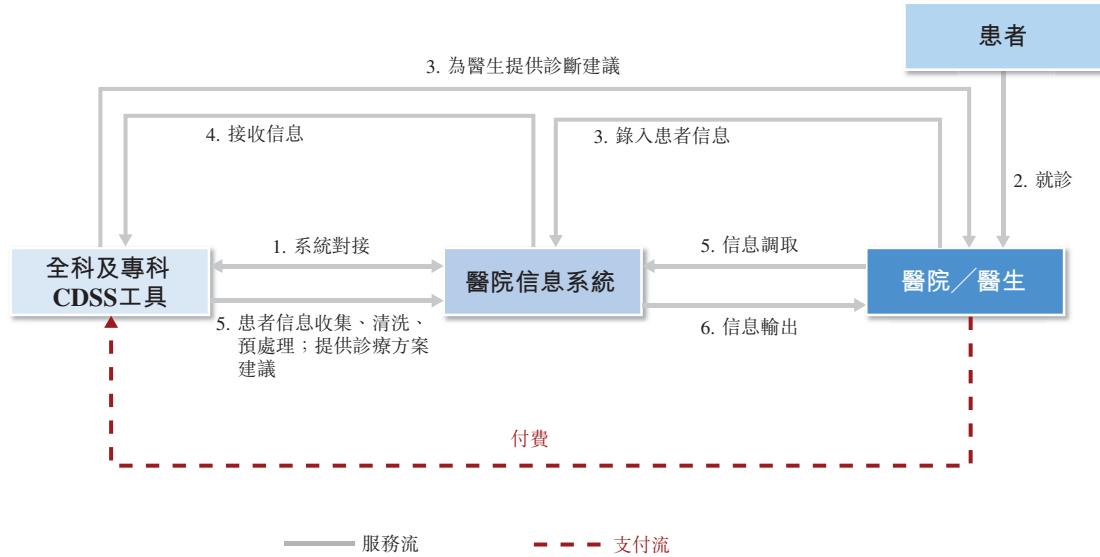 患者
3. 為醫生提供診斷建議
4. 接收信息
3. 錄入患者信息
2. 就診
全科及專科
CDSS工具
1. 系統對接
醫院信息系統
5. 信息調取
醫院／醫生
5. 患者信息收集、清洗、
預處理；提供診療方案
建議
6. 信息輸出
付費
服務流
支付流